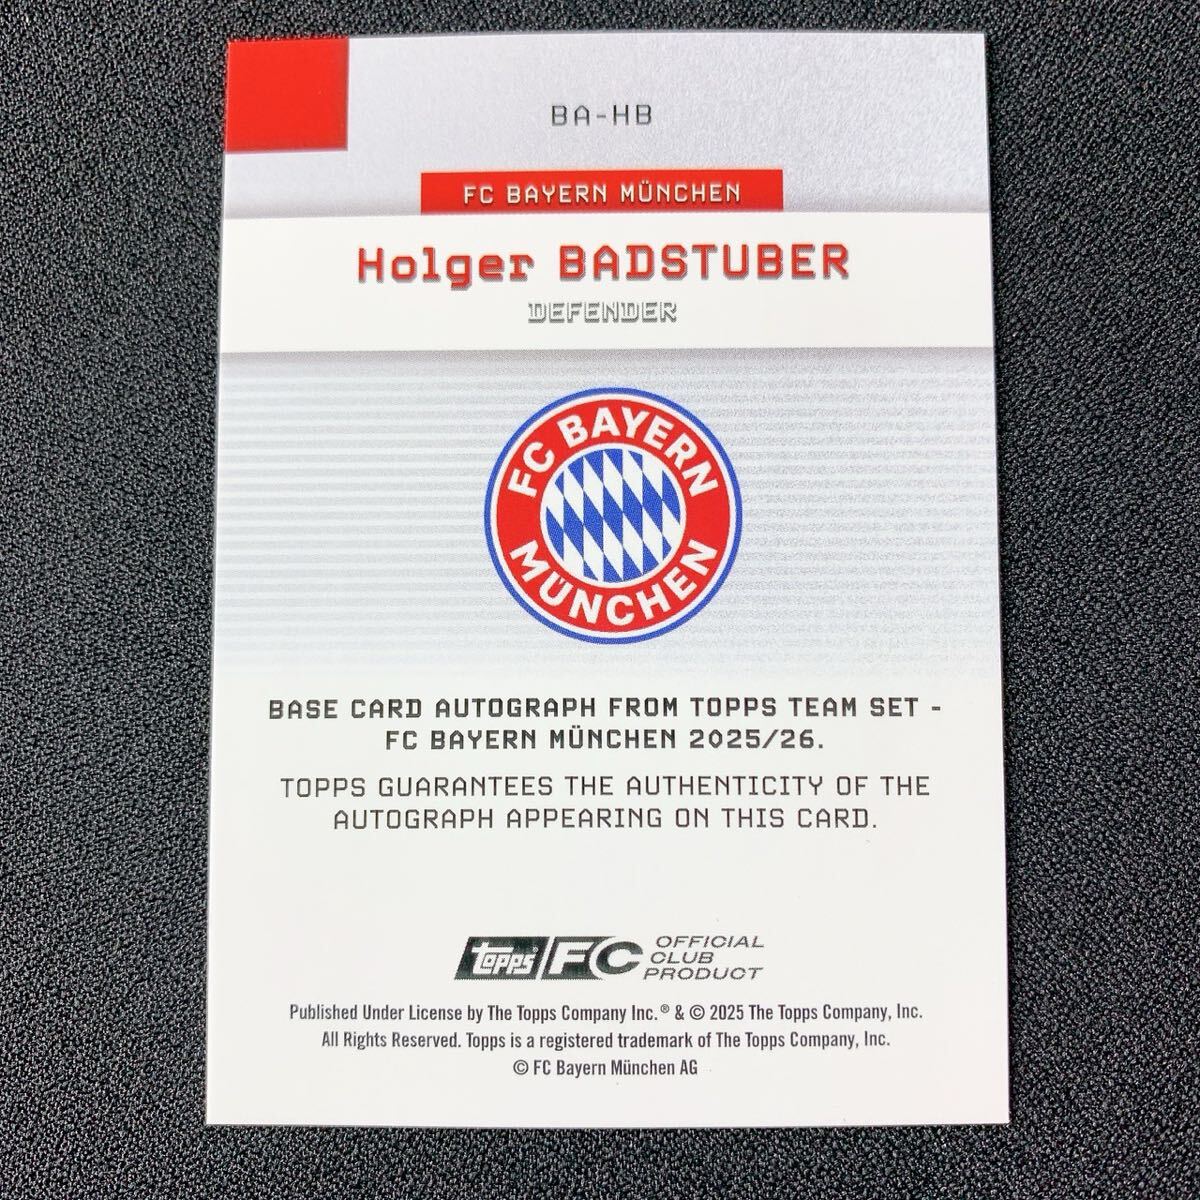 BA-HB
FC BAYERN MÜNCHEN
Holger BADSTUBER
DEFENDER
FC BAYERN
MÜNCHEN
BASE CARD AUTOGRAPH FROM TOPPS TEAM SET -
FC BAYERN MÜNCHEN 2025/26.
TOPPS GUARANTEES THE AUTHENTICITY OF THE
AUTOGRAPH APPEARING ON THIS CARD.
topps FC OFFICIAL
CLUB
PRODUCT
Published Under License by The Topps Company Inc.® & © 2025 The Topps Company, Inc.
All Rights Reserved. Topps is a registered trademark of The Topps Company, Inc.
© FC Bayern München AG